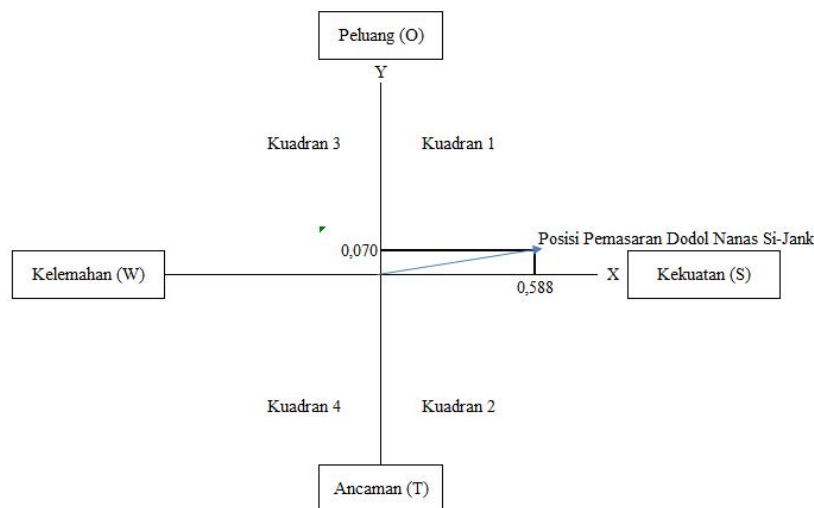 Peluang (O)
Y
Kuadran 3
Kuadran 1
Posisi Pemasaran Dodol Nanas Si-Jank
0,070
Kelemahan (W)
X
Kekuatan (S)
0,588
Kuadran 4
Kuadran 2
Ancaman (T)